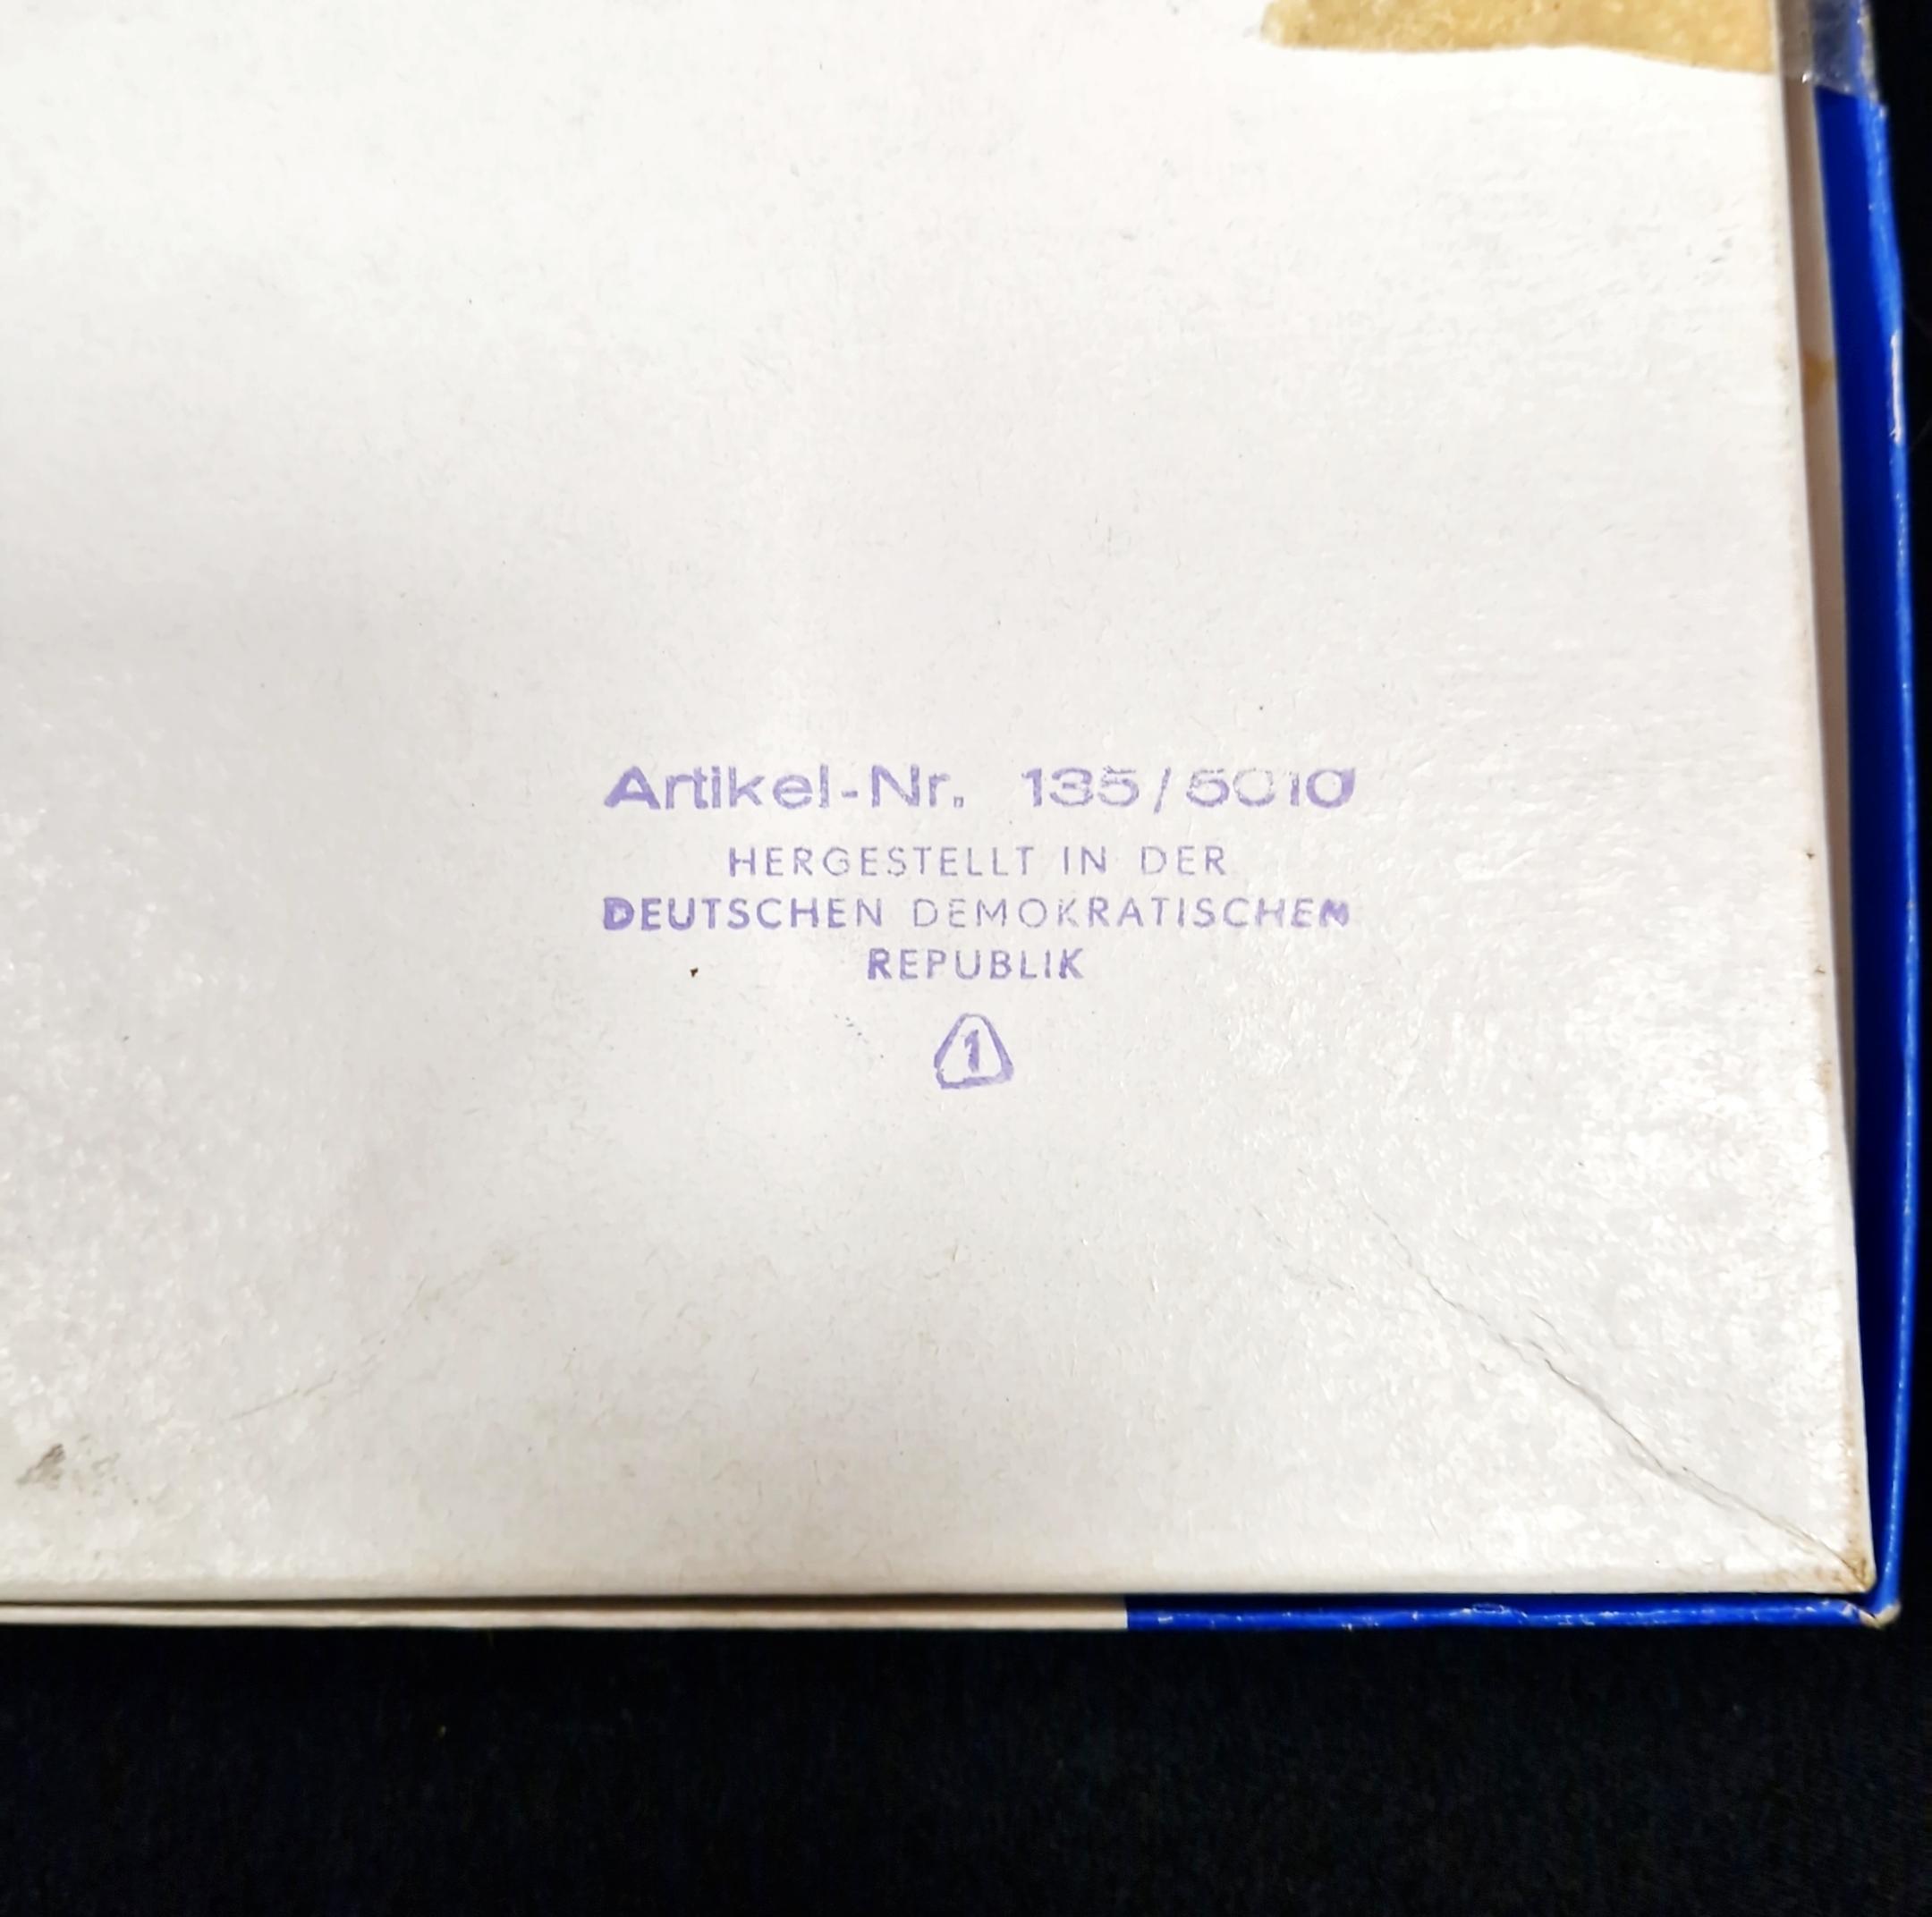 Artikel-Nr. 135/5010
HERGESTELLT IN DER
DEUTSCHEN DEMOKRATISCHEN
REPUBLIK
1